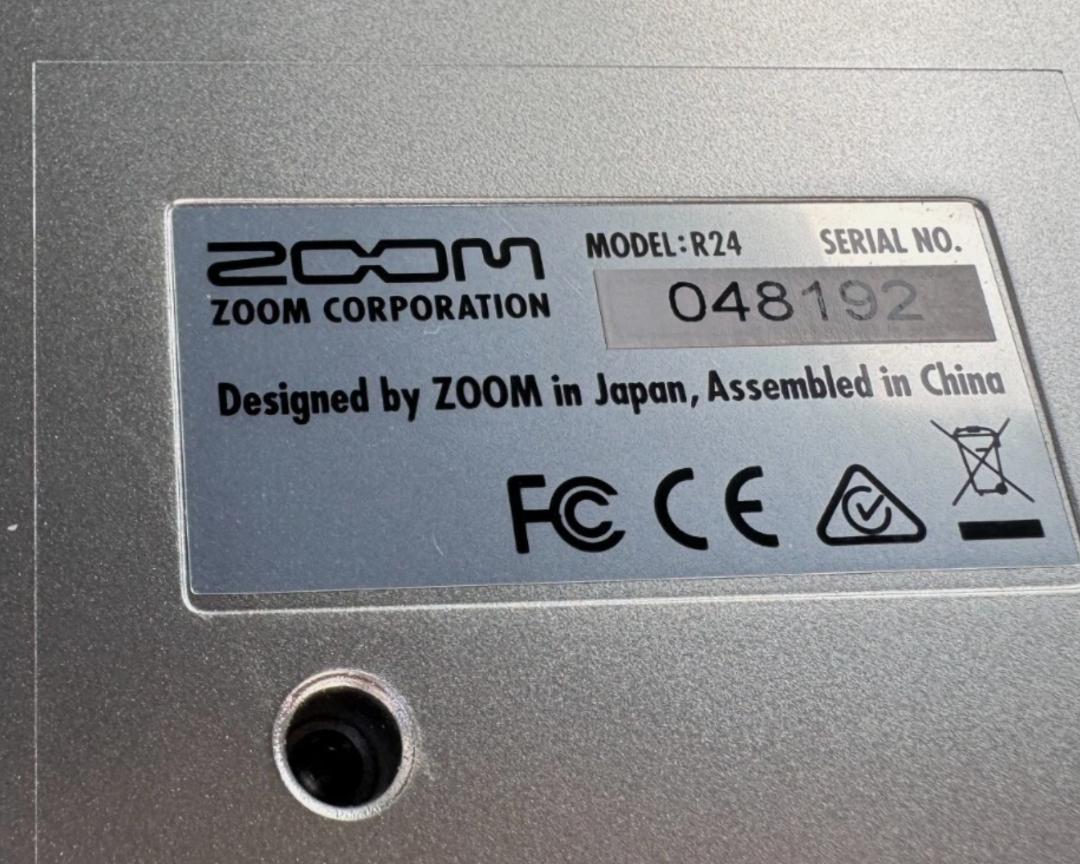 ZOOM
MODEL:R24 SERIAL NO.
ZOOM CORPORATION
048192
Designed by ZOOM in Japan, Assembled in China
FC CE